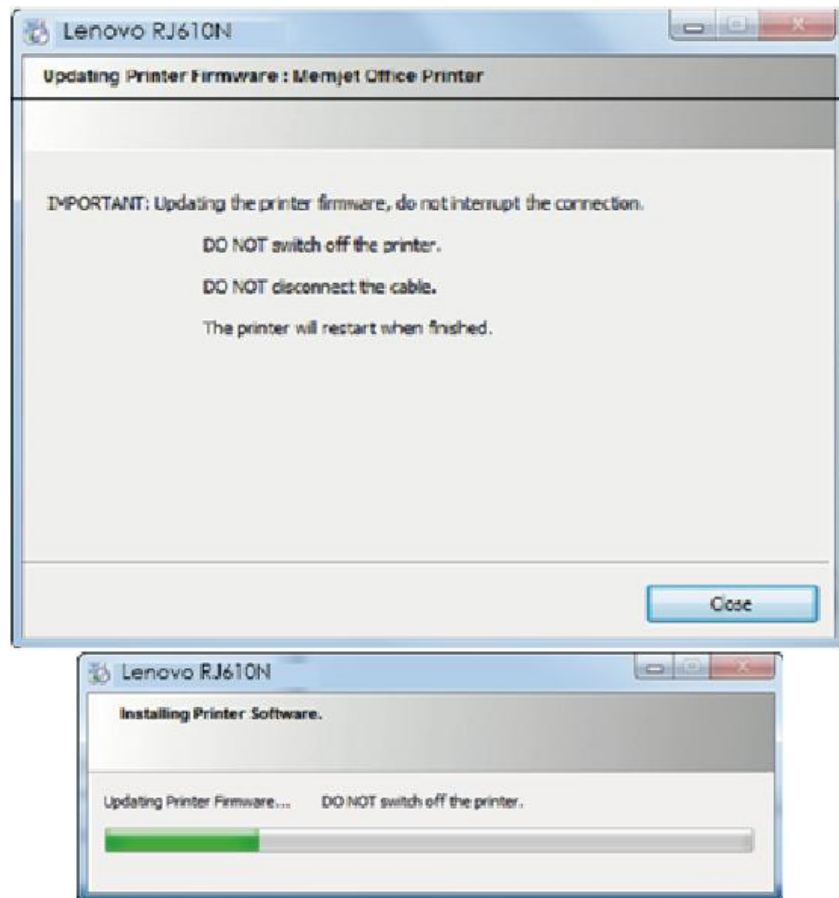 Lenovo RJ610N
Updating Printer Firmware : Memjet Office Printer
IMPORTANT: Updating the printer firmware, do not interrupt the connection.
DO NOT switch off the printer.
DO NOT disconnect the cable.
The printer will restart when finished.
Close
Lenovo RJ610N
Installing Printer Software.
Updating Printer Firmware... DO NOT switch off the printer.